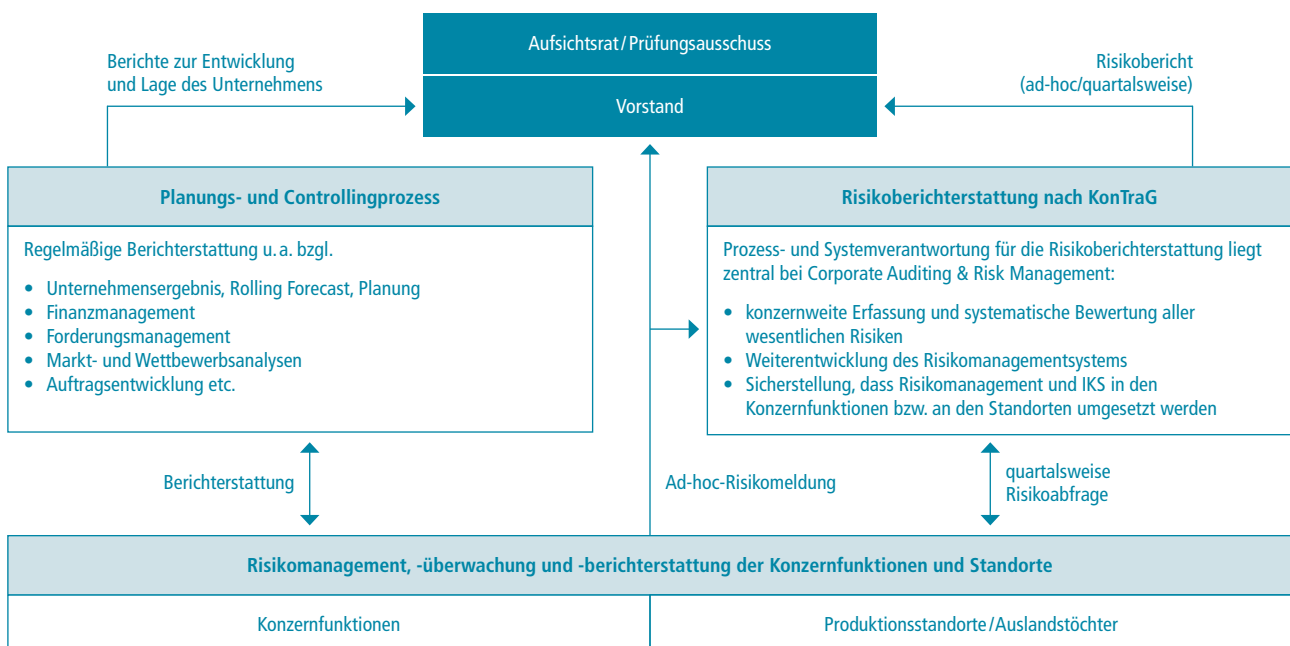 Aufsichtsrat/Prüfungsausschuss
Vorstand
Berichte zur Entwicklung
und Lage des Unternehmens
Risikobericht
(ad-hoc/quartalsweise)
Planungs- und Controllingprozess
Regelmäßige Berichterstattung u. a. bzgl.
• Unternehmensergebnis, Rolling Forecast, Planung
• Finanzmanagement
• Forderungsmanagement
• Markt- und Wettbewerbsanalysen
• Auftragsentwicklung etc.
Risikoberichterstattung nach KonTraG
Prozess- und Systemverantwortung für die Risikoberichterstattung liegt
zentral bei Corporate Auditing & Risk Management:
• konzernweite Erfassung und systematische Bewertung aller
wesentlichen Risiken
• Weiterentwicklung des Risikomanagementsystems
• Sicherstellung, dass Risikomanagement und IKS in den
Konzernfunktionen bzw. an den Standorten umgesetzt werden
Berichterstattung
Ad-hoc-Risikomeldung
quartalsweise
Risikoabfrage
Risikomanagement, -überwachung und -berichterstattung der Konzernfunktionen und Standorte
Konzernfunktionen
Produktionsstandorte/Auslandstöchter